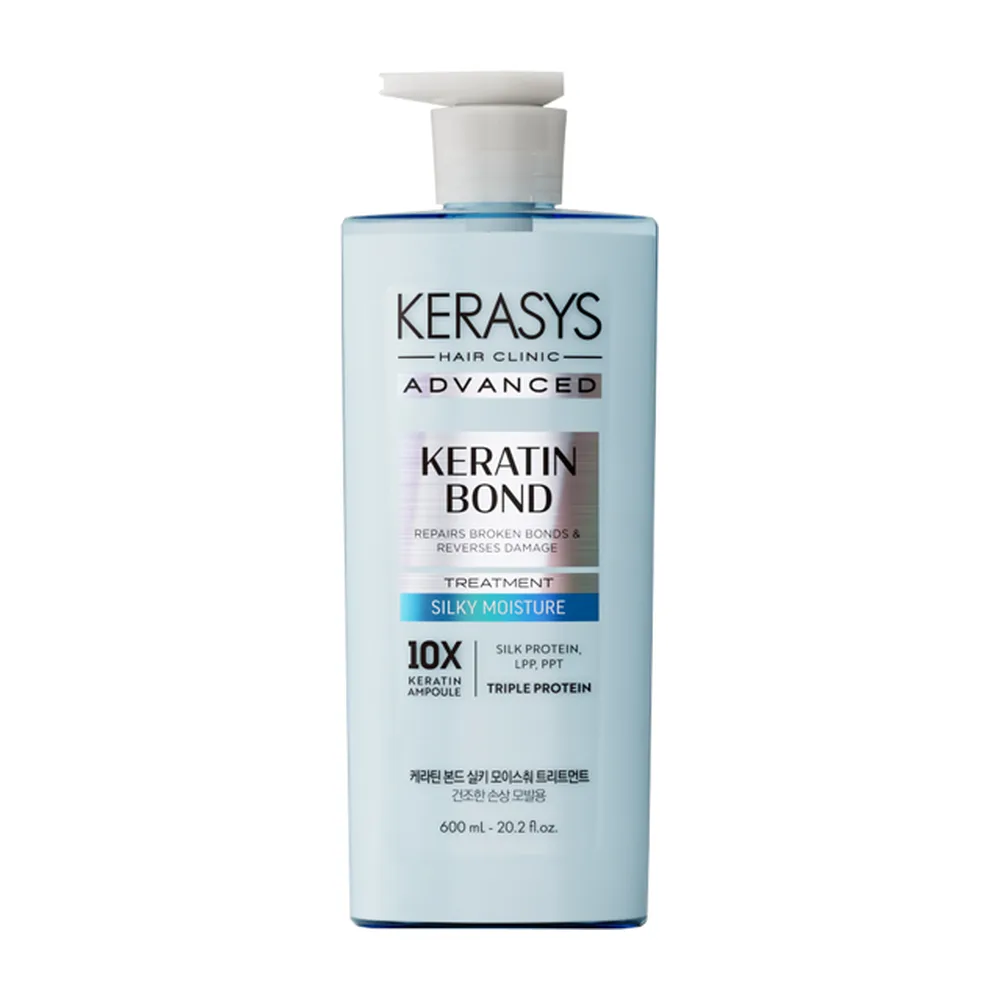 KERASYS
HAIR CLINIC
ADVANCED
KERATIN
BOND
REPAIRS BROKEN BONDS &
REVERSES DAMAGE
TREATMENT
SILKY MOISTURE
10X
KERATIN
AMPOULE
SILK PROTEIN,
LPP, PPT
TRIPLE PROTEIN
케라틴 본드 실키 모이스춰 트리트먼트
건조한 손상 모발용
600 mL - 20.2 fl.oz.